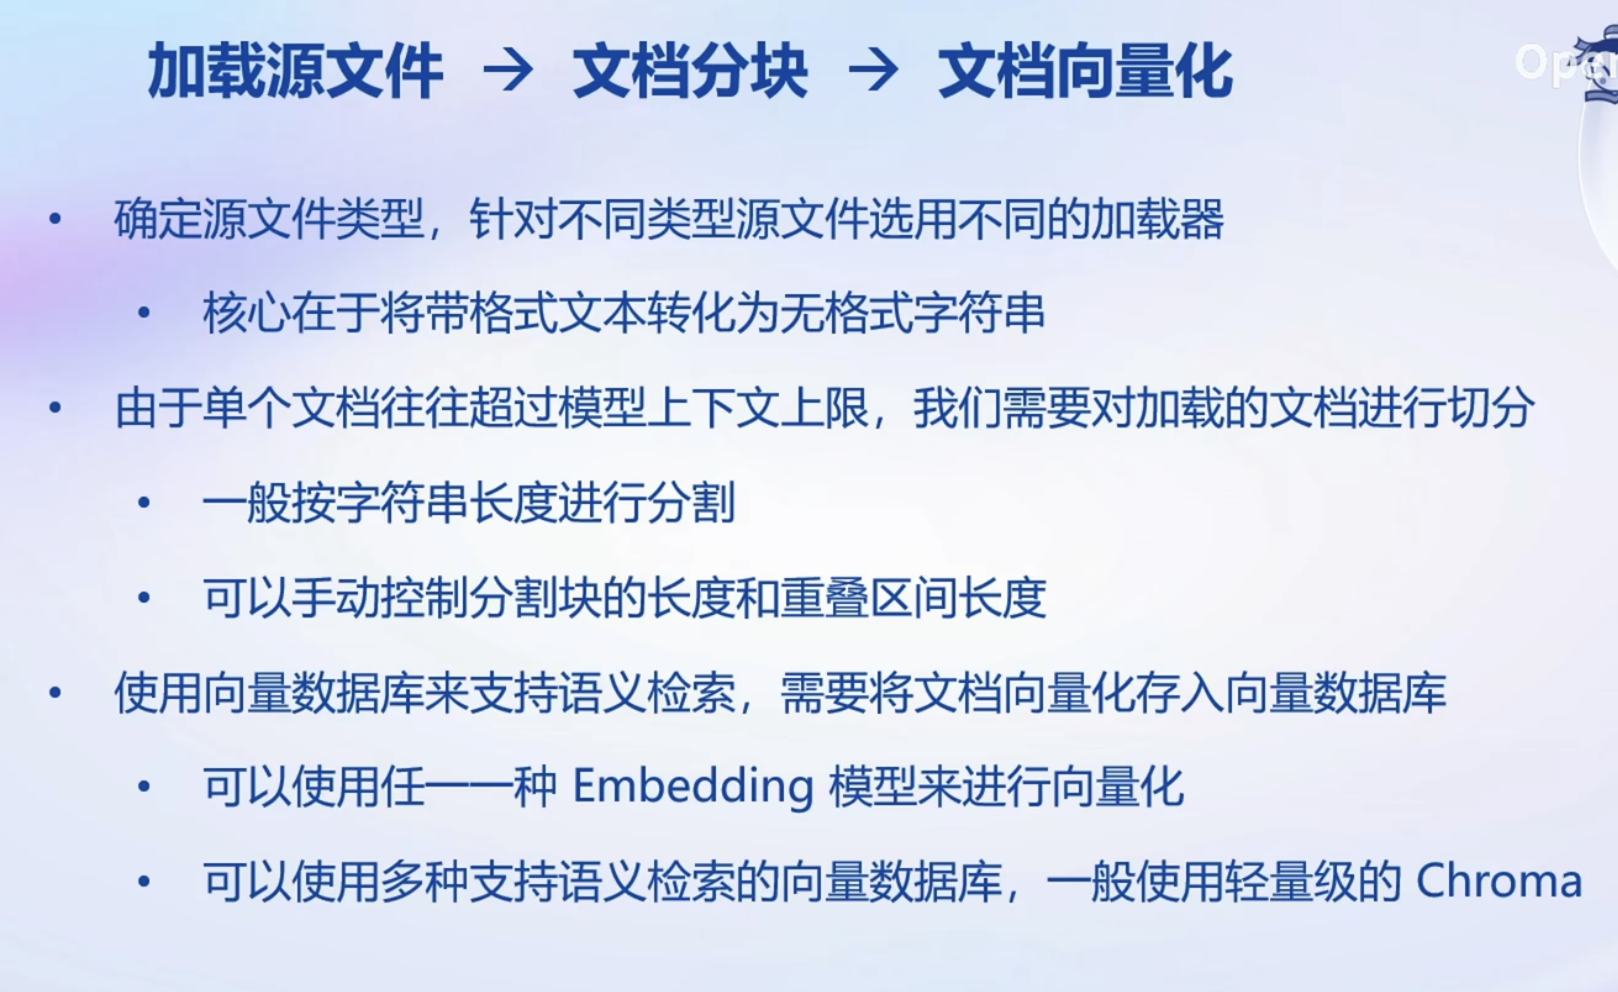 加载源文件 → 文档分块 → 文档向量化
Open
• 确定源文件类型，针对不同类型源文件选用不同的加载器
• 核心在于将带格式文本转化为无格式字符串
• 由于单个文档往往超过模型上下文上限，我们需要对加载的文档进行切分
• 一般按字符串长度进行分割
• 可以手动控制分割块的长度和重叠区间长度
• 使用向量数据库来支持语义检索，需要将文档向量化存入向量数据库
• 可以使用任一一种 Embedding 模型来进行向量化
• 可以使用多种支持语义检索的向量数据库，一般使用轻量级的 Chroma